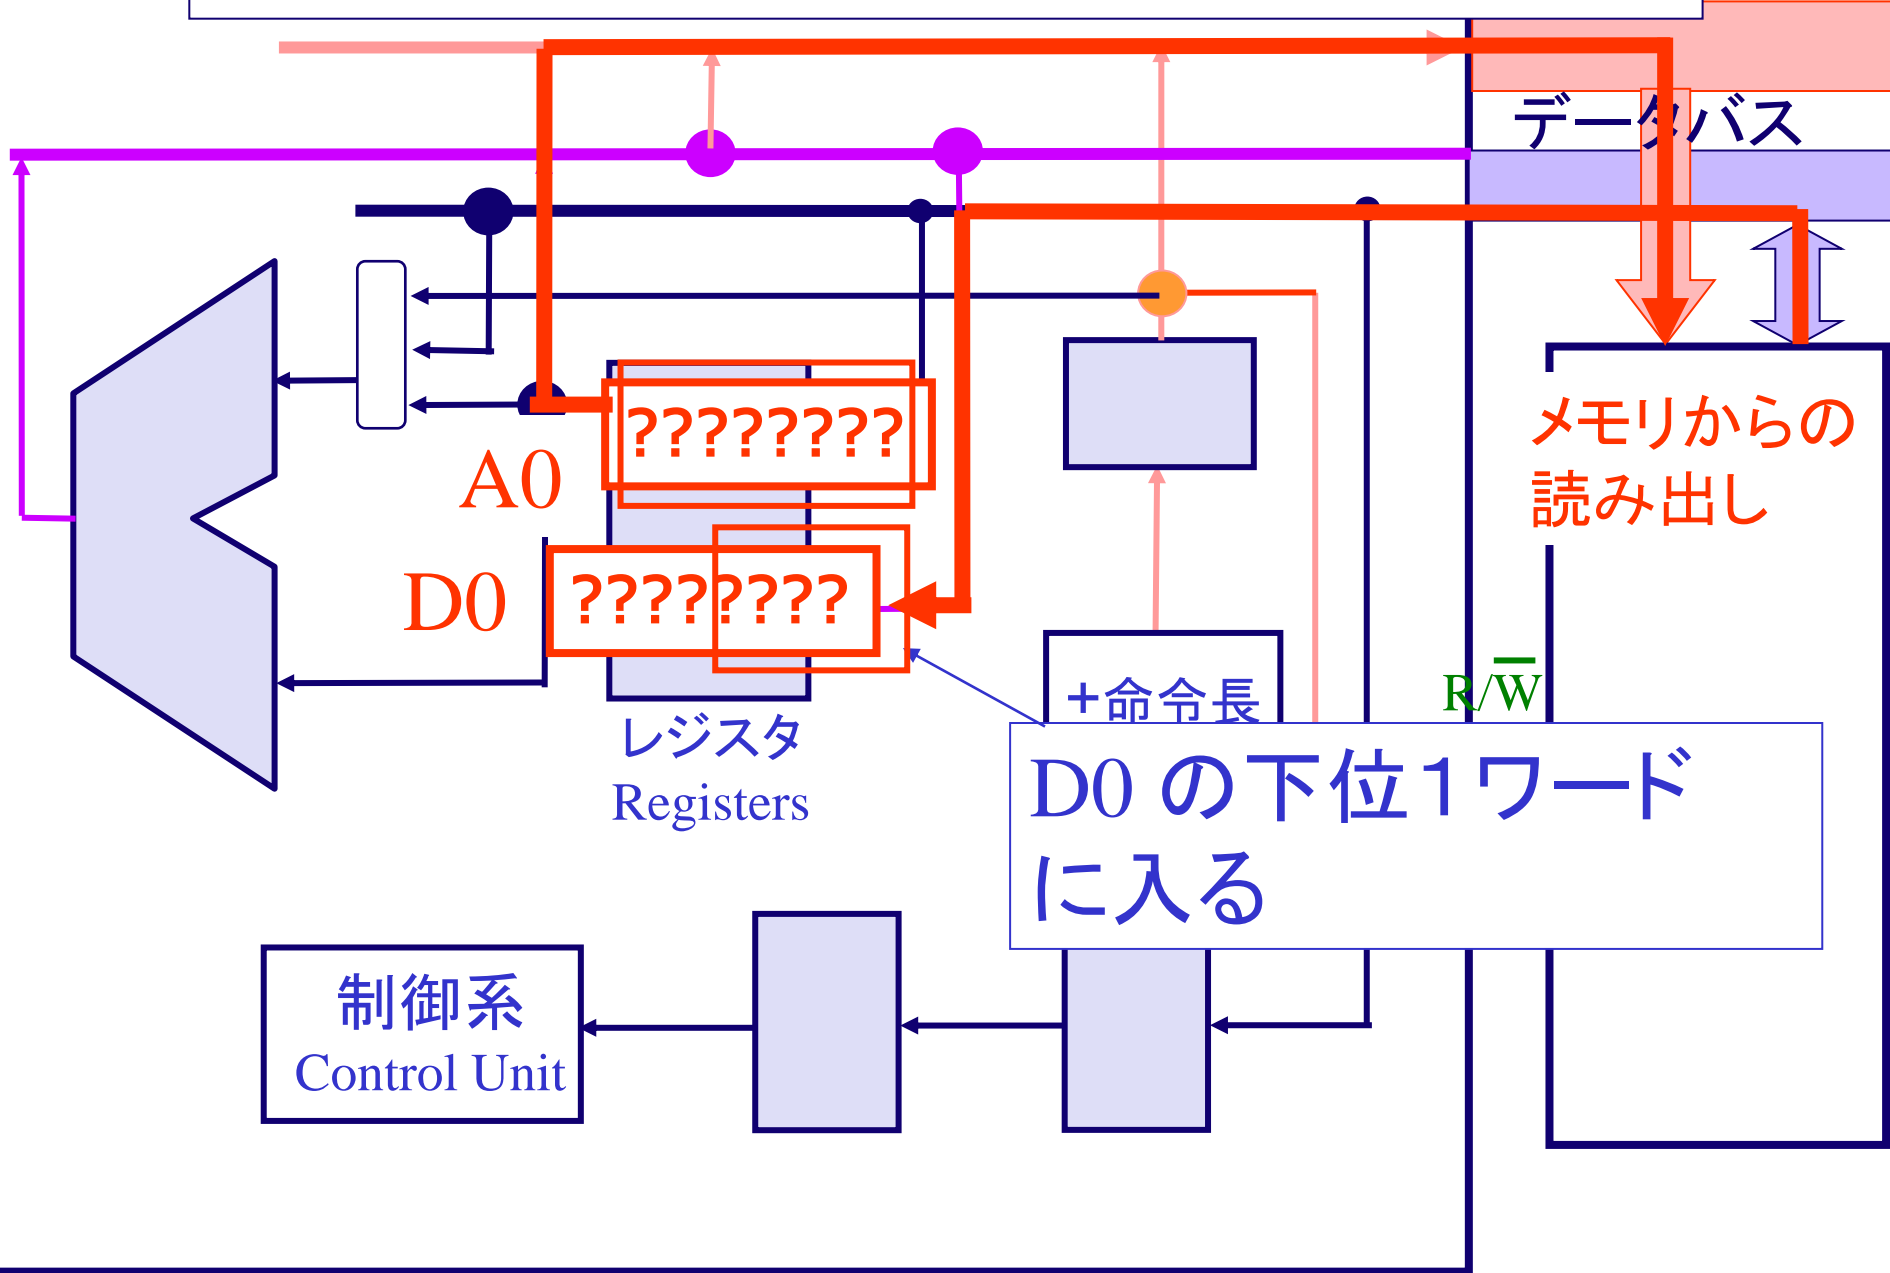 データバス
????????
A0
メモリからの
読み出し
D0
????????
R/W
+命令長
レジスタ
Registers
D0 の下位１ワード
に入る
制御系
Control Unit